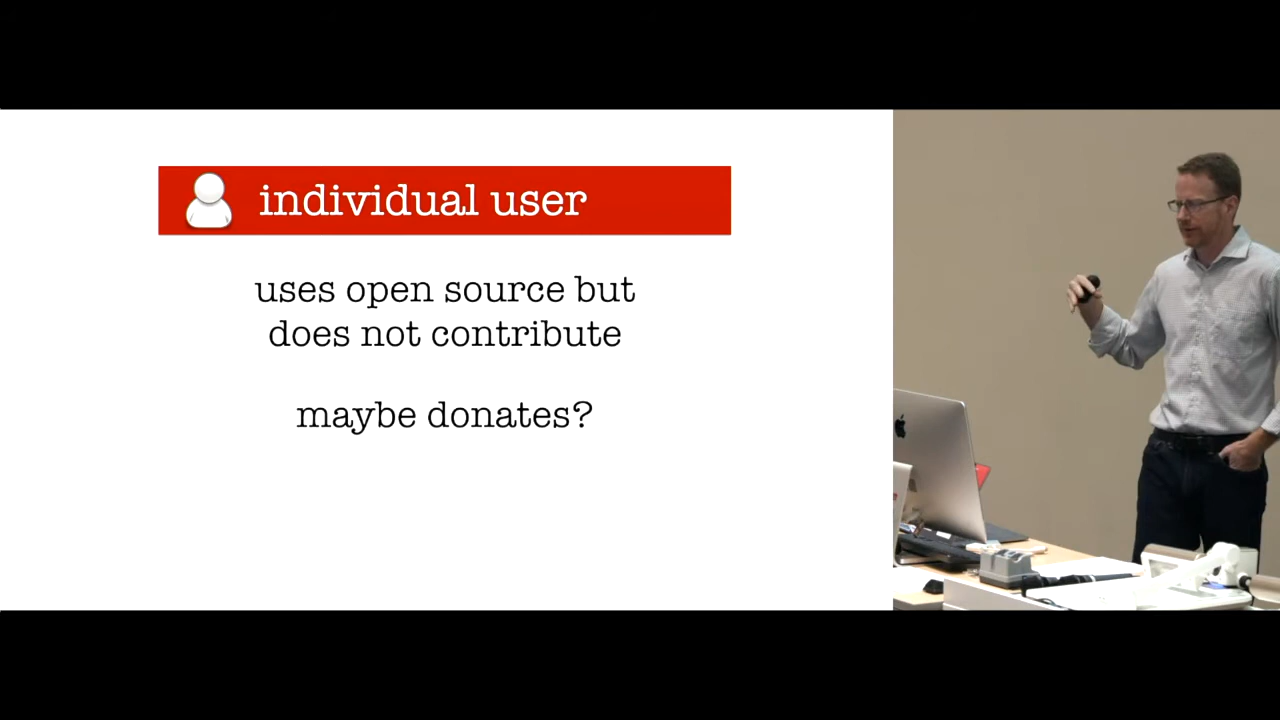 individual user
uses open source but
does not contribute
maybe donates?